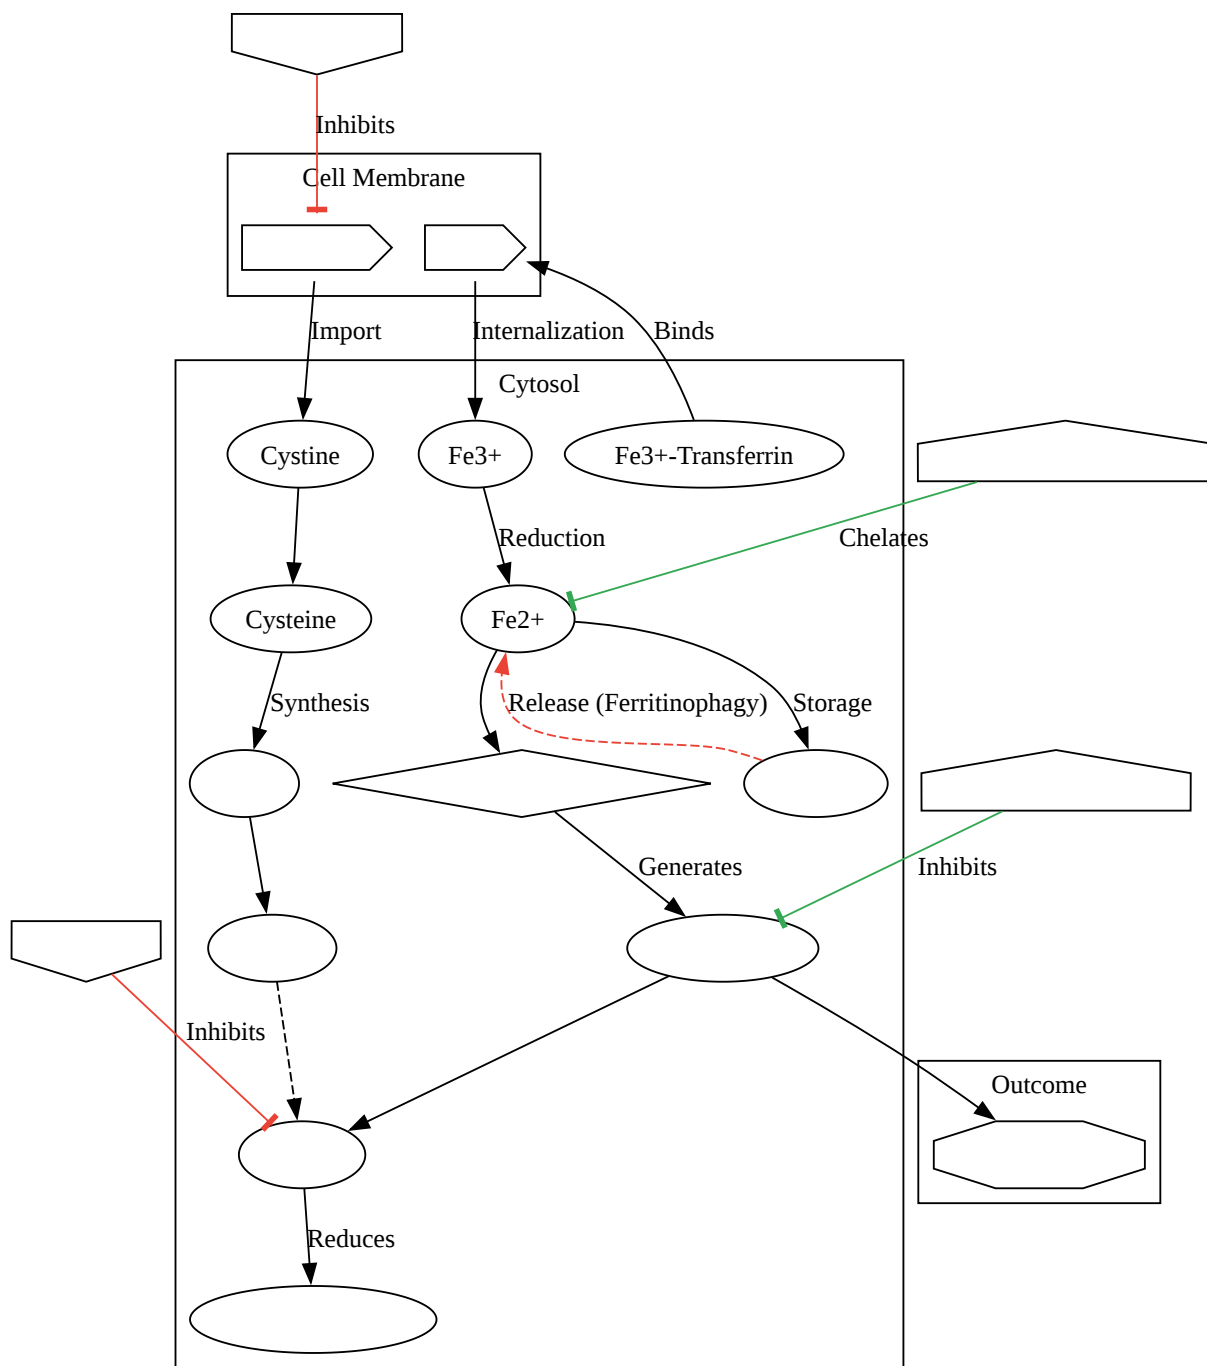 Inhibits
Cell Membrane
Import
Internalization
Binds
Cytosol
Cystine
Fe3+
Fe3+-Transferrin
Reduction
Chelates
Cysteine
Fe2+
Synthesis
Release (Ferritinophagy)
Storage
Generates
Inhibits
Inhibits
Outcome
Reduces